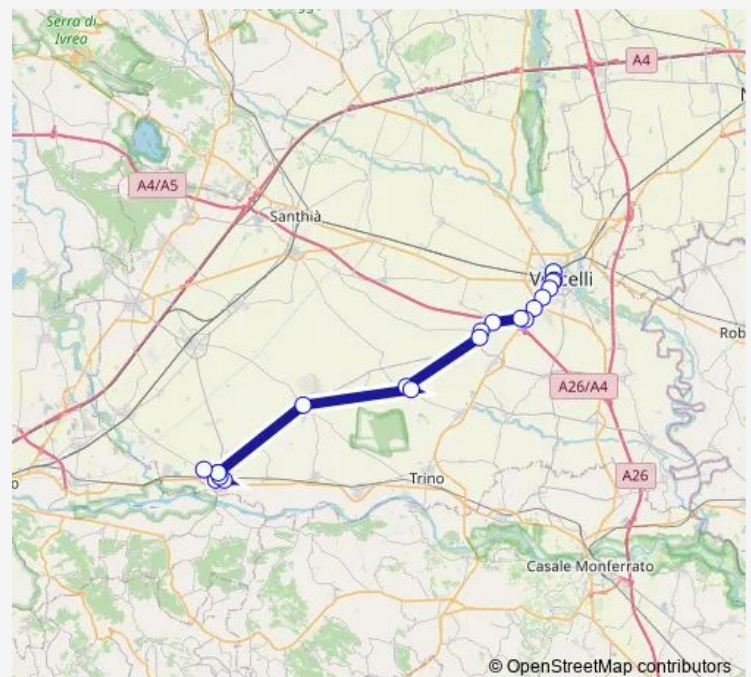 Serra di
Ivrea
A4
A4/A5
Santhià
Vercelli
Rob
A26/A4
Trino
A26
Casale Monferrato
© OpenStreetMap contributors